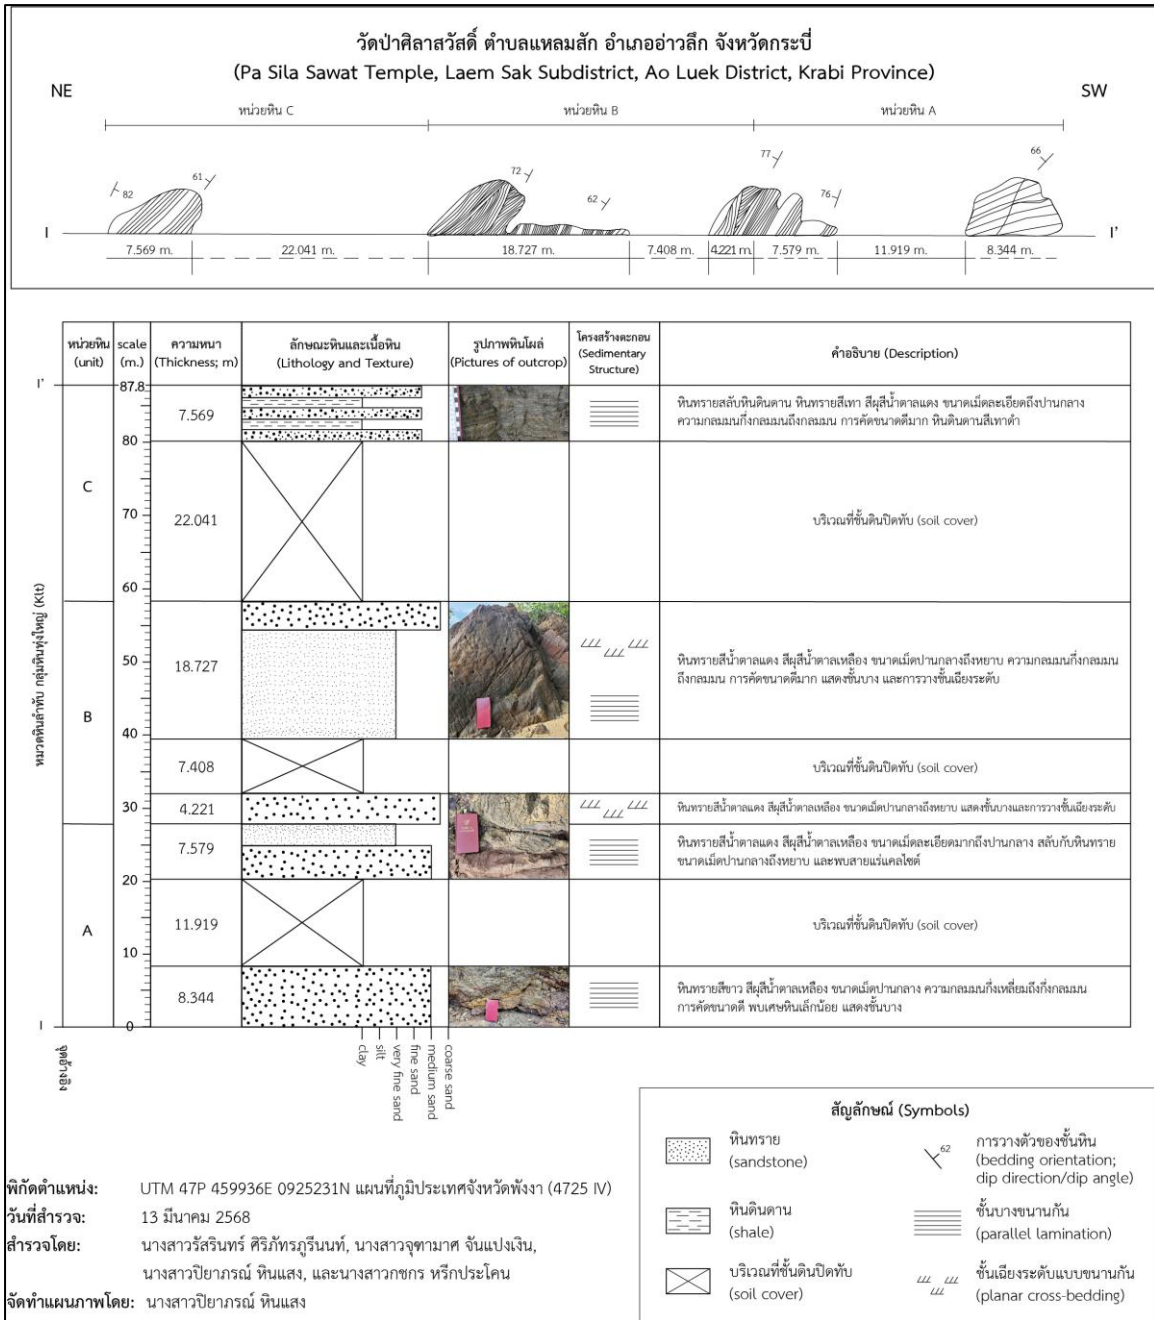 วัดป่าศิลาสวัสดิ์ ตำบลแหลมสัก อำเภออ่าวลึก จังหวัดกระบี่
(Pa Sila Sawat Temple, Laem Sak Subdistrict, Ao Luek District, Krabi Province)
NE
SW
หน่วยหิน C
หน่วยหิน B
หน่วยหิน A
82
61
72
62
77
76
66
I
I'
7.569 m.
22.041 m.
18.727 m.
7.408 m.
4.221 m.
7.579 m.
11.919 m.
8.344 m.
หน่วยหิน
(unit)
scale
(m.)
ความหนา
(Thickness; m)
ลักษณะหินและเนื้อหิน
(Lithology and Texture)
รูปภาพหินโผล่
(Pictures of outcrop)
โครงสร้างตะกอน
(Sedimentary
Structure)
คำอธิบาย (Description)
I'
87.8
7.569
หินทรายสลับหินดินดาน หินทรายสีเทา สีผุสีน้ำตาลแดง ขนาดเม็ดละเอียดถึงปานกลาง
ความกลมมนกึ่งกลมมนถึงกลมมน การคัดขนาดดีมาก หินดินดานสีเทาดำ
80
C
70
22.041
บริเวณที่ชั้นดินปิดทับ (soil cover)
60
หมวดหินลำทับ กลุ่มหินทุ่งใหญ่ (Klt)
50
18.727
หินทรายสีน้ำตาลแดง สีผุสีน้ำตาลเหลือง ขนาดเม็ดปานกลางถึงหยาบ ความกลมมนกึ่งกลมมน
ถึงกลมมน การคัดขนาดดีมาก แสดงชั้นบาง และการวางชั้นเฉียงระดับ
B
40
7.408
บริเวณที่ชั้นดินปิดทับ (soil cover)
30
4.221
หินทรายสีน้ำตาลแดง สีผุสีน้ำตาลเหลือง ขนาดเม็ดปานกลางถึงหยาบ แสดงชั้นบางและการวางชั้นเฉียงระดับ
7.579
หินทรายสีน้ำตาลแดง สีผุสีน้ำตาลเหลือง ขนาดเม็ดละเอียดมากถึงปานกลาง สลับกับหินทราย
ขนาดเม็ดปานกลางถึงหยาบ และพบสายแร่แคลไซต์
20
A
11.919
บริเวณที่ชั้นดินปิดทับ (soil cover)
10
8.344
หินทรายสีขาว สีผุสีน้ำตาลเหลือง ขนาดเม็ดปานกลาง ความกลมมนกึ่งเหลี่ยมถึงกึ่งกลมมน
การคัดขนาดดี พบเศษหินเล็กน้อย แสดงชั้นบาง
I
0
จุดอ้างอิง
clay
silt
very fine sand
fine sand
medium sand
coarse sand
สัญลักษณ์ (Symbols)
หินทราย
(sandstone)
62
การวางตัวของชั้นหิน
(bedding orientation;
dip direction/dip angle)
หินดินดาน
(shale)
ชั้นบางขนานกัน
(parallel lamination)
บริเวณที่ชั้นดินปิดทับ
(soil cover)
ชั้นเฉียงระดับแบบขนานกัน
(planar cross-bedding)
พิกัดตำแหน่ง: UTM 47P 459936E 0925231N แผนที่ภูมิประเทศจังหวัดพังงา (4725 IV)
วันที่สำรวจ: 13 มีนาคม 2568
สำรวจโดย: นางสาวรัสรินทร์ ศิริภัทรภูรีนนท์, นางสาวจุฑามาศ จันแปงเงิน,
นางสาวปิยาภรณ์ หินแสง, และนางสาวกชกร หรีกประโคน
จัดทำแผนภาพโดย: นางสาวปิยาภรณ์ หินแสง